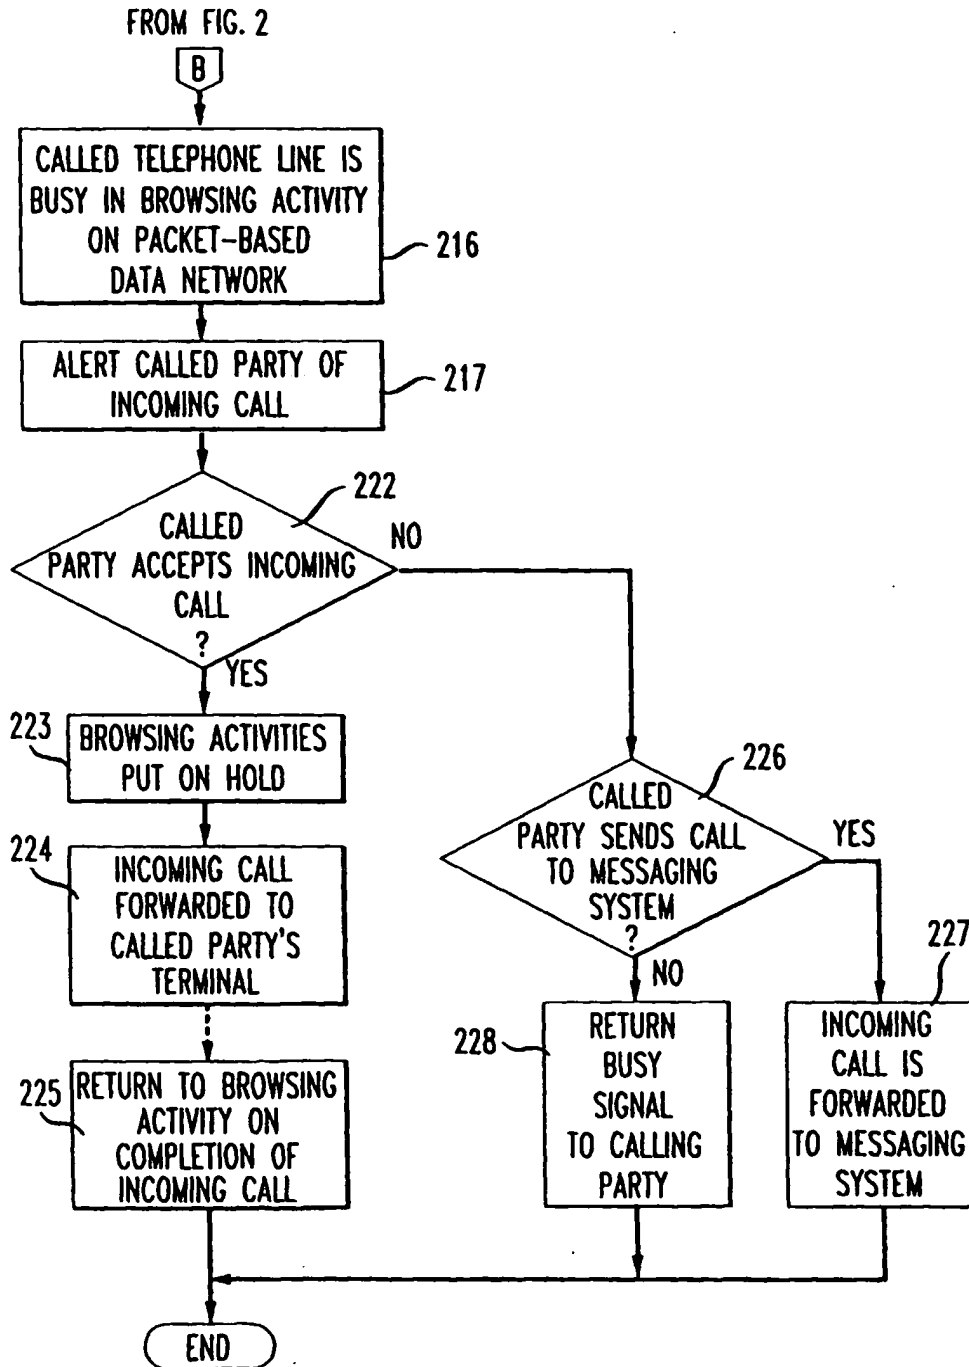 FROM FIG. 2
B
CALLED TELEPHONE LINE IS
BUSY IN BROWSING ACTIVITY
ON PACKET-BASED
DATA NETWORK
216
ALERT CALLED PARTY OF
INCOMING CALL
217
222
CALLED
PARTY ACCEPTS INCOMING
CALL
?
NO
YES
223
BROWSING ACTIVITIES
PUT ON HOLD
224
INCOMING CALL
FORWARDED TO
CALLED PARTY'S
TERMINAL
225
RETURN TO BROWSING
ACTIVITY ON
COMPLETION OF
INCOMING CALL
226
CALLED
PARTY SENDS CALL
TO MESSAGING
SYSTEM
?
YES
NO
228
RETURN
BUSY
SIGNAL
TO CALLING
PARTY
227
INCOMING
CALL IS
FORWARDED
TO MESSAGING
SYSTEM
END